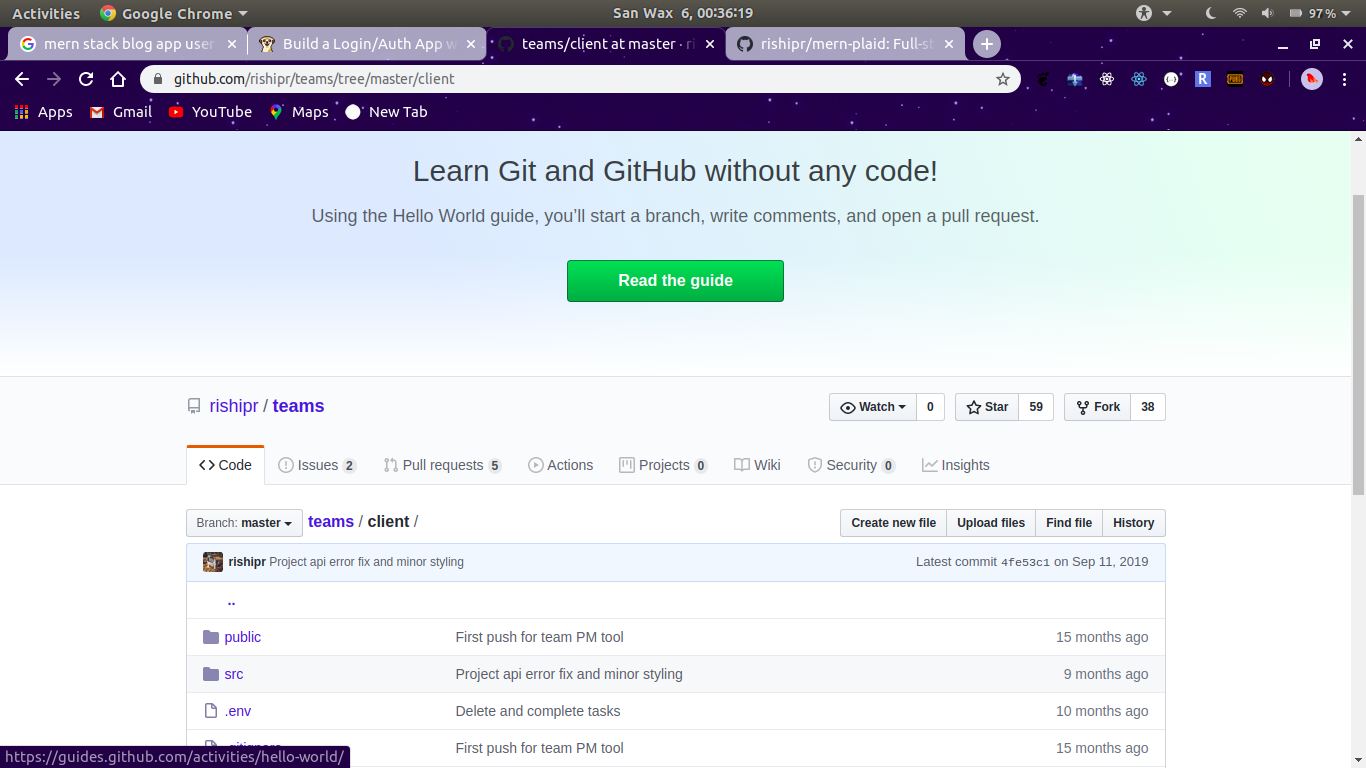 Activities Google Chrome San Wax 6, 00:36:19 97%
mern stack blog app user Build a Login/Auth App w teams/client at master · ri rishipr/mern-plaid: Full-st
github.com/rishipr/teams/tree/master/client
Apps Gmail YouTube Maps New Tab
Learn Git and GitHub without any code!
Using the Hello World guide, you’ll start a branch, write comments, and open a pull request.
Read the guide
rishipr / teams Watch 0 Star 59 Fork 38
Code Issues 2 Pull requests 5 Actions Projects 0 Wiki Security 0 Insights
Branch: master teams / client / Create new file Upload files Find file History
rishipr Project api error fix and minor styling Latest commit 4fe53c1 on Sep 11, 2019
..
public First push for team PM tool 15 months ago
src Project api error fix and minor styling 9 months ago
.env Delete and complete tasks 10 months ago
.gitignore First push for team PM tool 15 months ago
https://guides.github.com/activities/hello-world/